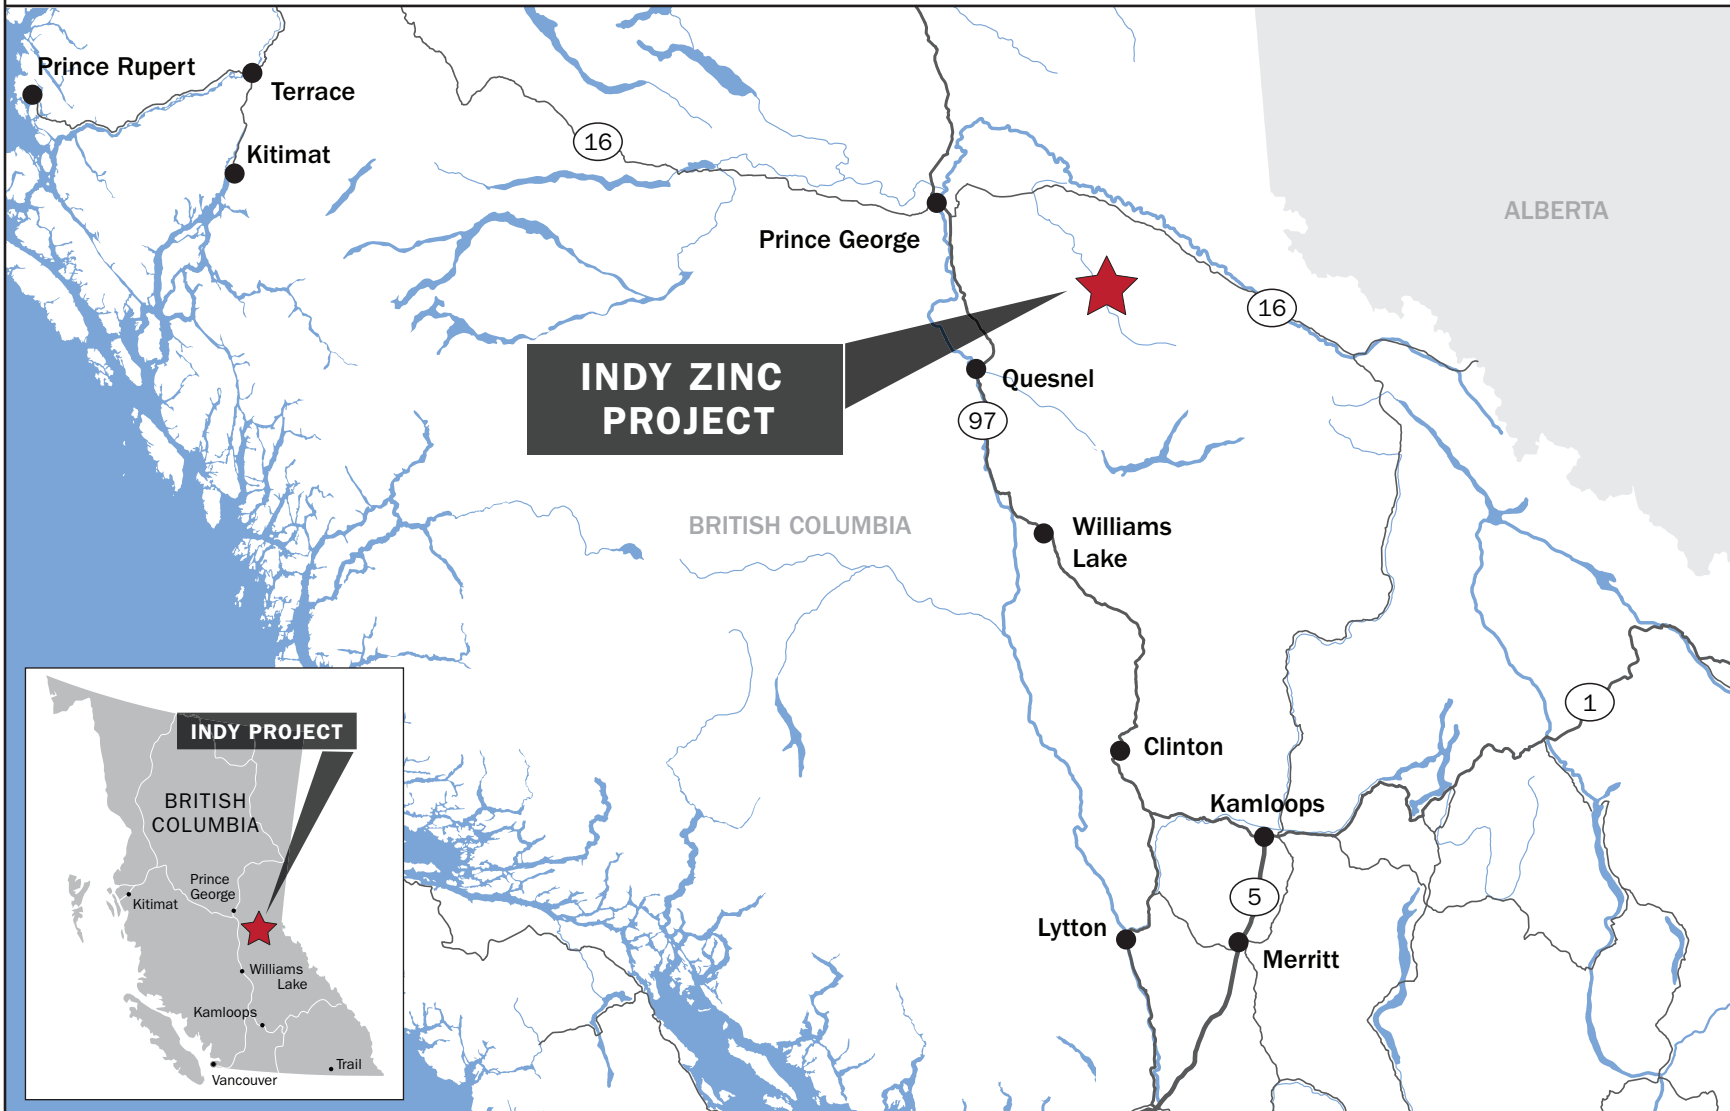 Prince Rupert
Terrace
Kitimat
16
Prince George
ALBERTA
16
INDY ZINC
PROJECT
Quesnel
97
BRITISH COLUMBIA
Williams
Lake
1
Clinton
Kamloops
5
Lytton
Merritt
INDY PROJECT
BRITISH
COLUMBIA
Prince
George
Kitimat
Williams
Lake
Kamloops
Trail
Vancouver